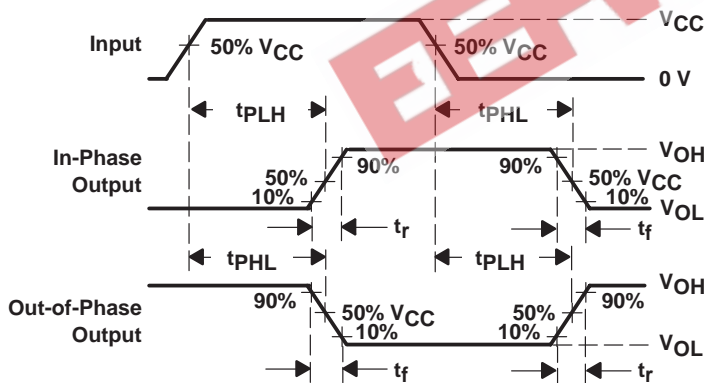 Input
50% VCC
50% VCC
VCC
0 V
tPLH
tPHL
In-Phase
Output
50%
10%
90%
90%
50% VCC
10%
VOH
VOL
tr
tf
tPHL
tPLH
Out-of-Phase
Output
90%
50% VCC
10%
50%
10%
90%
VOH
VOL
tf
tr